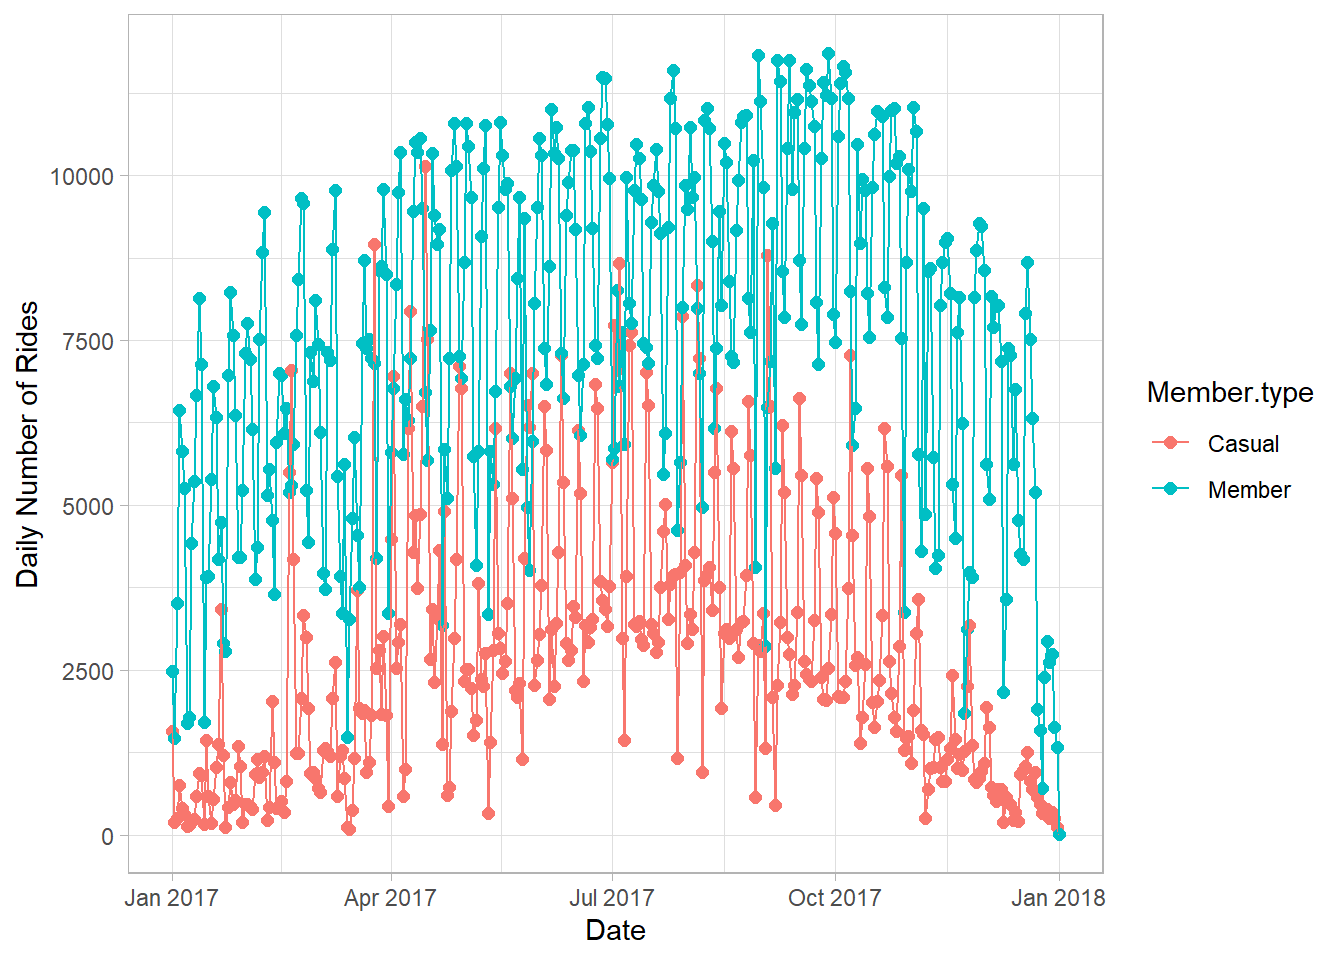 Daily Number of Rides
10000
7500
5000
2500
0
Jan 2017
Apr 2017
Jul 2017
Oct 2017
Jan 2018
Date
Member.type
Casual
Member